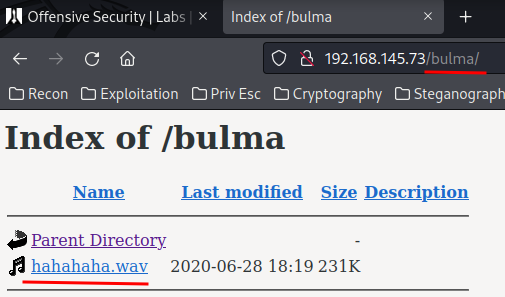 Offensive Security | Labs Index of /bulma
192.168.145.73/bulma/
Recon Exploitation Priv Esc Cryptography Steganograph
Index of /bulma
Name Last modified Size Description
Parent Directory -
hahahaha.wav 2020-06-28 18:19 231K